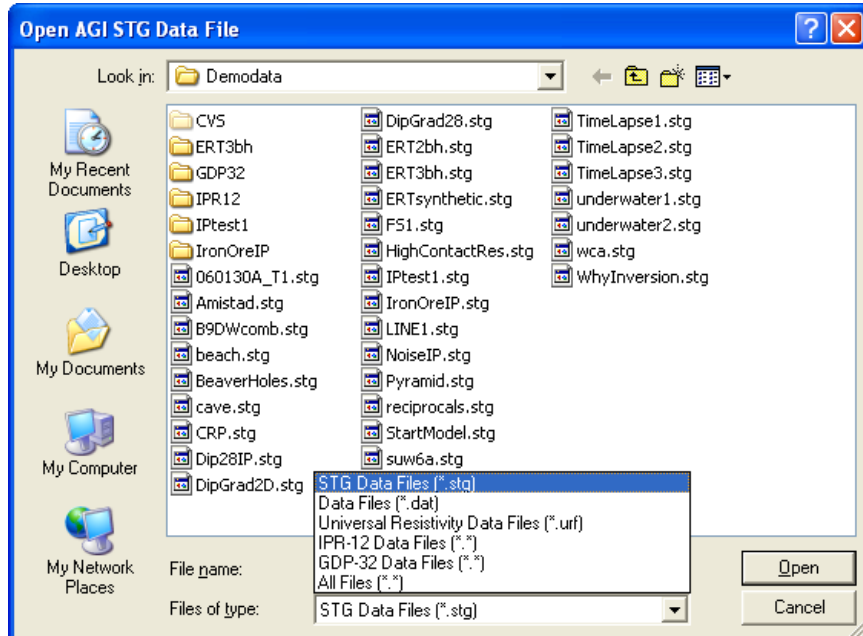 Open AGI STG Data File
Look in: Demodata
My Recent Documents
Desktop
My Documents
My Computer
My Network Places
CVS
ERT3bh
GDP32
IPR12
IPtest1
IronOreIP
060130A_T1.stg
Amistad.stg
B9DWcomb.stg
beach.stg
BeaverHoles.stg
cave.stg
CRP.stg
Dip28IP.stg
DipGrad2D.stg
DipGrad28.stg
ERT2bh.stg
ERT3bh.stg
ERTsynthetic.stg
FS1.stg
HighContactRes.stg
IPtest1.stg
IronOreIP.stg
LINE1.stg
NoiseIP.stg
Pyramid.stg
reciprocals.stg
StartModel.stg
suw6a.stg
TimeLapse1.stg
TimeLapse2.stg
TimeLapse3.stg
underwater1.stg
underwater2.stg
wca.stg
WhyInversion.stg
STG Data Files (*.stg)
Data Files (*.dat)
Universal Resistivity Data Files (*.urf)
IPR-12 Data Files (*.*)
GDP-32 Data Files (*.*)
All Files (*.*)
File name:
Open
Files of type: STG Data Files (*.stg)
Cancel